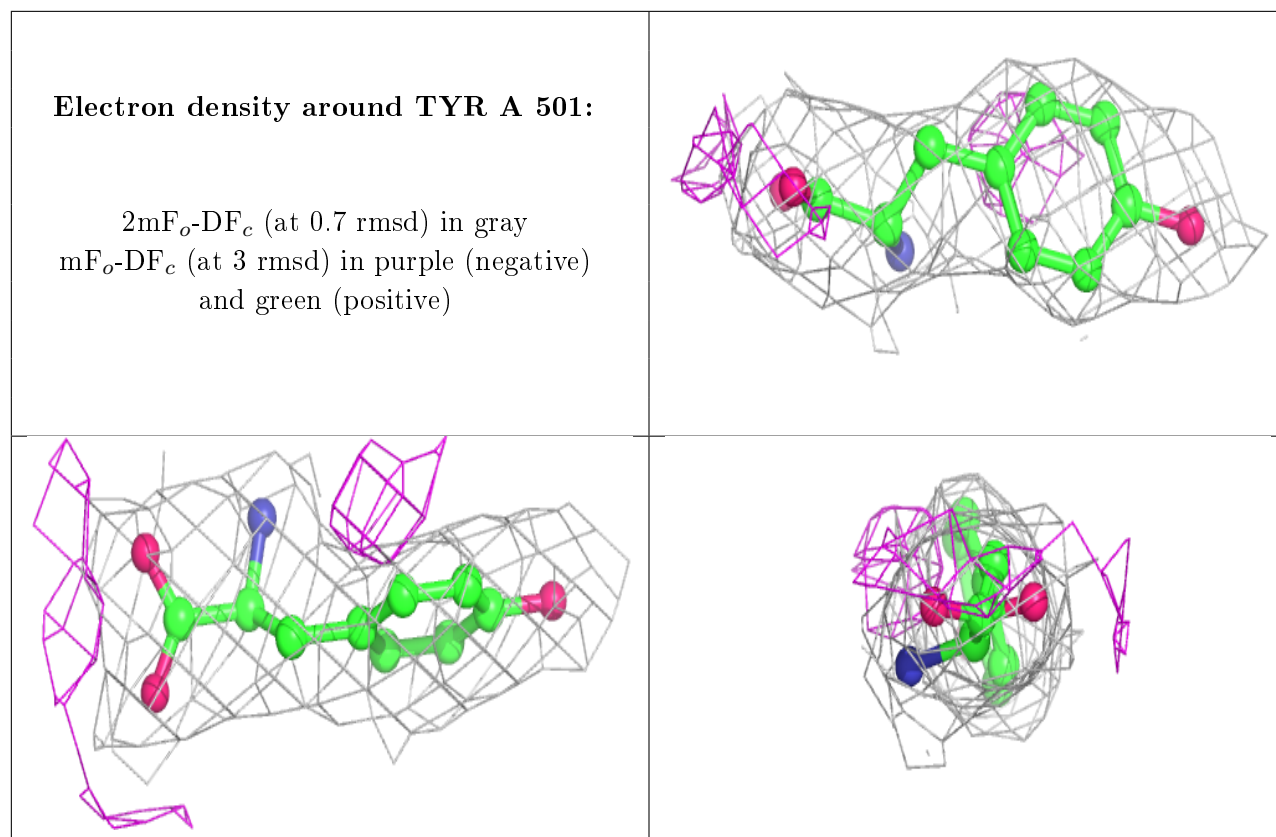 Electron density around TYR A 501:
2mFo-DFc (at 0.7 rmsd) in gray
mFo-DFc (at 3 rmsd) in purple (negative)
and green (positive)